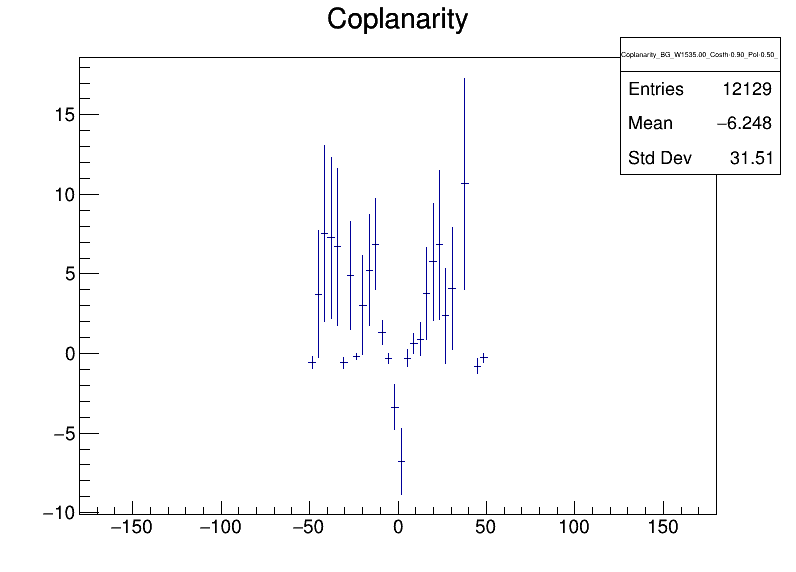 Coplanarity
Coplanarity_BG_W1535.00_Costh-0.90_Pol-0.50_
Entries 12129
Mean −6.248
Std Dev 31.51
15
10
5
0
−5
−10
−150 −100 −50 0 50 100 150